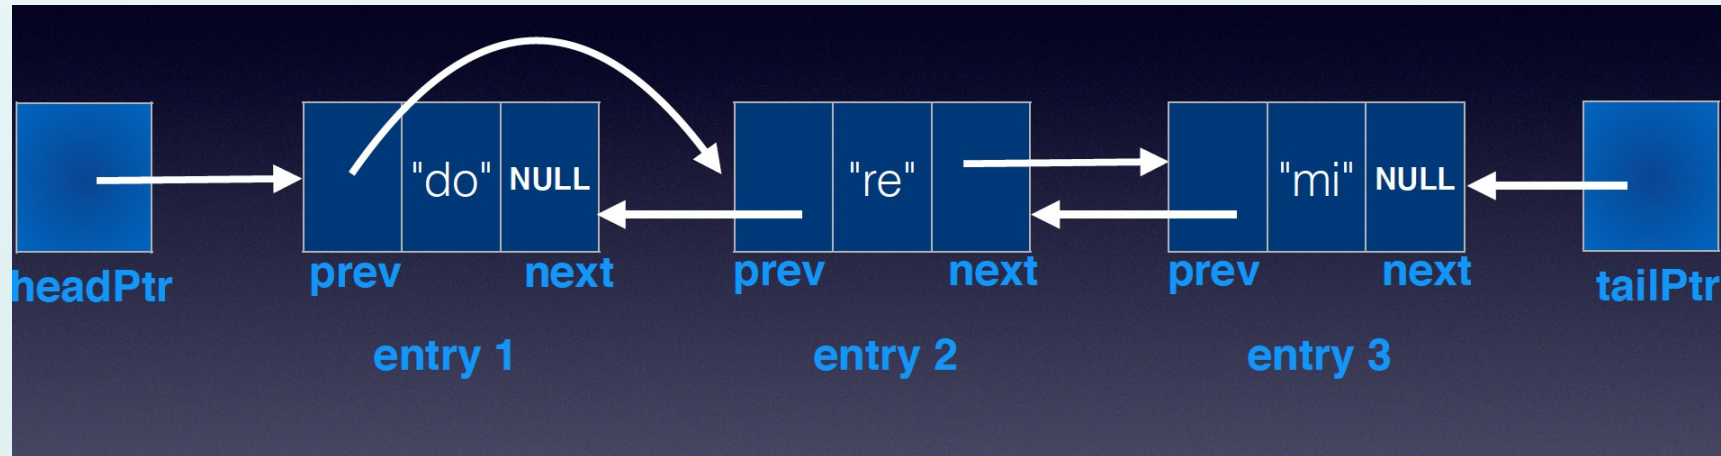 "do" NULL "re" "mi" NULL
headPtr prev next prev next prev next tailPtr
entry 1 entry 2 entry 3